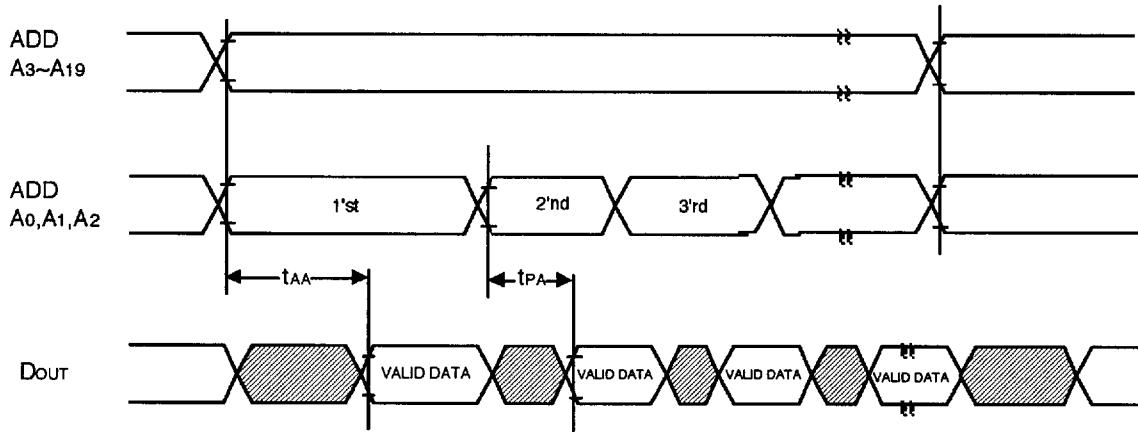 ADD
A3~A19
ADD
A0,A1,A2
1'st
2'nd
3'rd
tAA
tPA
DOUT
VALID DATA
VALID DATA
VALID DATA
VALID DATA